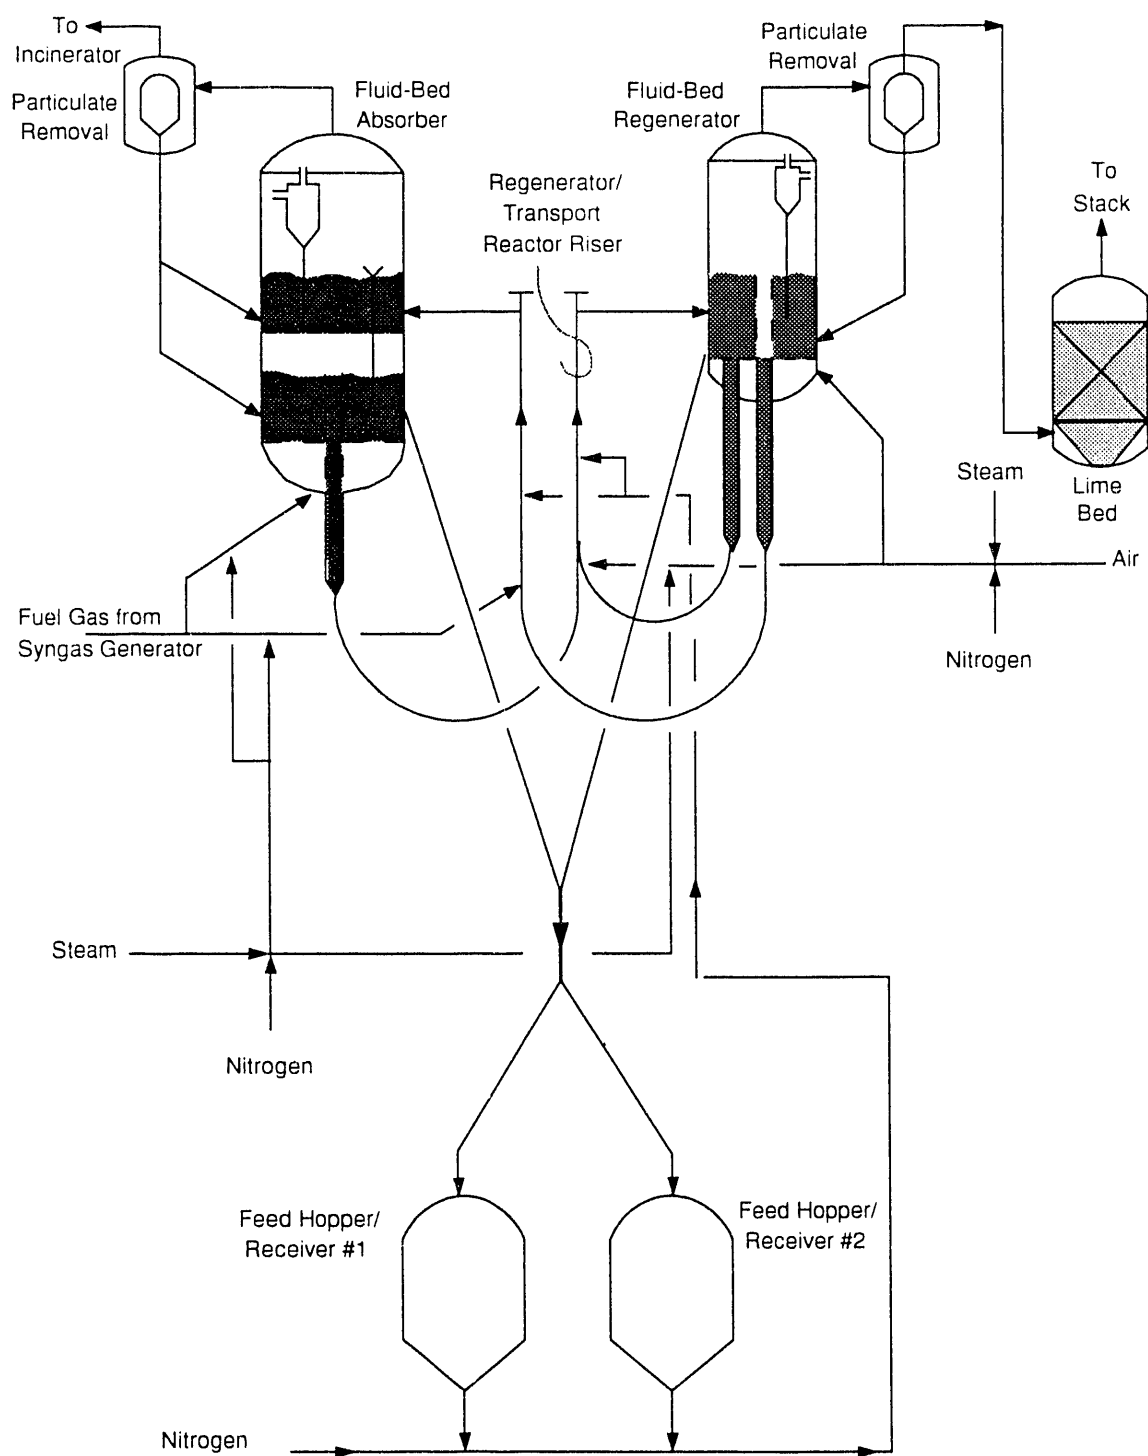 To
Incinerator
Particulate
Removal
Fluid-Bed
Absorber
Regenerator/
Transport
Reactor Riser
Fluid-Bed
Regenerator
Particulate
Removal
To
Stack
Lime
Bed
Steam
Air
Nitrogen
Fuel Gas from
Syngas Generator
Steam
Nitrogen
Feed Hopper/
Receiver #1
Feed Hopper/
Receiver #2
Nitrogen